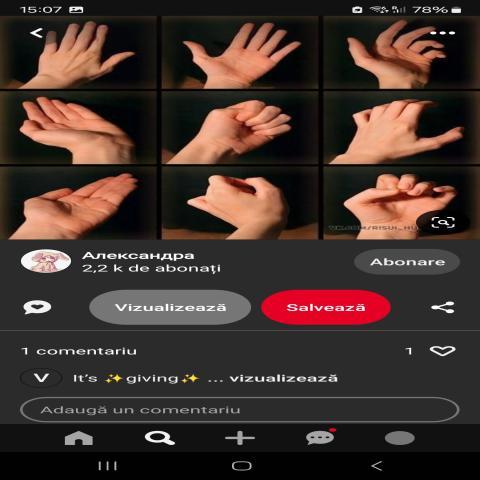 15:07
78%
VK.COM/RISUI_HU
Александра
2,2 k de abonați
Abonare
Vizualizează
Salvează
1 comentariu
1
V
It's ✨giving✨ ... vizualizează
Adaugă un comentariu